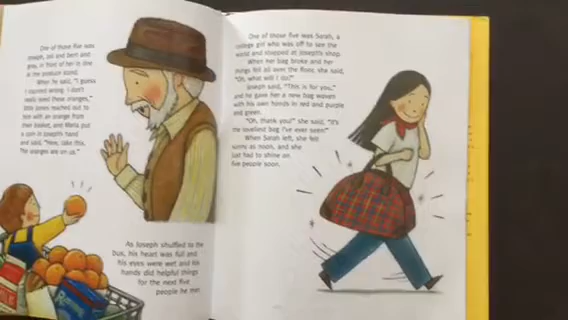 One of those five was
Joseph, old and bent and
gray, in front of her in line
at the produce stand.
When he said, "I guess
I counted wrong. I don't
really need these oranges,"
little Jones reached out to
him with an orange from
their basket, and Maria put
a coin in Joseph's hand
and said, "Here, take this.
The oranges are on us."
As Joseph shuffled to the
bus, his heart was full and
his eyes were wet and his
hands did helpful things
for the next five
people he met.
One of those five was Sarah, a
college girl who was off to see the
world and stopped at Joseph's shop.
When her bag broke and her
things fell all over the floor, she said,
"Oh, what will I do?"
Joseph said, "This is for you,"
and he gave her a new bag woven
with his own hands in red and purple
and green.
"Oh, thank you!" she said. "It's
the loveliest bag I've ever seen!"
When Sarah left, she felt
sunny as noon, and she
just had to shine on
five people soon.